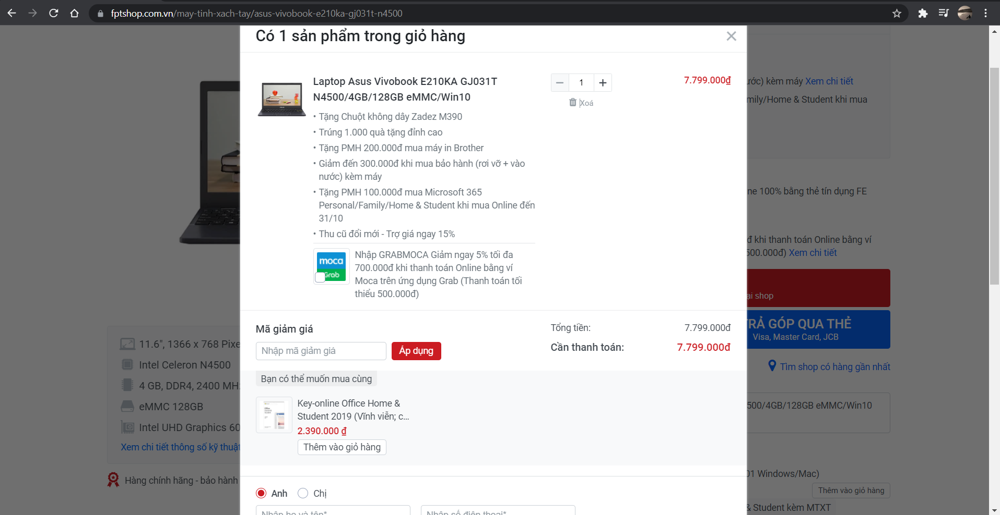 fptshop.com.vn/may-tinh-xach-tay/asus-vivobook-e210ka-gj031t-n4500
Có 1 sản phẩm trong giỏ hàng
Laptop Asus Vivobook E210KA GJ031T
N4500/4GB/128GB eMMC/Win10
1
7.799.000₫
Xoá
• Tặng Chuột không dây Zadez M390
• Trúng 1.000 quà tặng đỉnh cao
• Tặng PMH 200.000đ mua máy in Brother
• Giảm đến 300.000đ khi mua bảo hành (rơi vỡ + vào
nước) kèm máy
• Tặng PMH 100.000đ mua Microsoft 365
Personal/Family/Home & Student khi mua Online đến
31/10
• Thu cũ đổi mới - Trợ giá ngay 15%
moca
Grab
Nhập GRABMOCA Giảm ngay 5% tối đa
700.000đ khi thanh toán Online bằng ví
Moca trên ứng dụng Grab (Thanh toán tối
thiểu 500.000đ)
Mã giảm giá
Nhập mã giảm giá
Áp dụng
Tổng tiền:
7.799.000đ
Cần thanh toán:
7.799.000đ
Bạn có thể muốn mua cùng
Key-online Office Home &
Student 2019 (Vĩnh viễn; c...
2.390.000 ₫
Thêm vào giỏ hàng
Anh
Chị
Nhập họ và tên*
Nhập số điện thoại*
11.6", 1366 x 768 Pixe
Intel Celeron N4500
4 GB, DDR4, 2400 MH
eMMC 128GB
Intel UHD Graphics 60
Xem chi tiết thông số kỹ thuật
Hàng chính hãng - bảo hành
ước) kèm máy Xem chi tiết
mily/Home & Student khi mua
ne 100% bằng thẻ tín dụng FE
đ khi thanh toán Online bằng ví
500.000đ) Xem chi tiết
ại shop
TRẢ GÓP QUA THẺ
Visa, Master Card, JCB
Tìm shop có hàng gần nhất
500/4GB/128GB eMMC/Win10
01 Windows/Mac)
Thêm vào giỏ hàng
& Student kèm MTXT